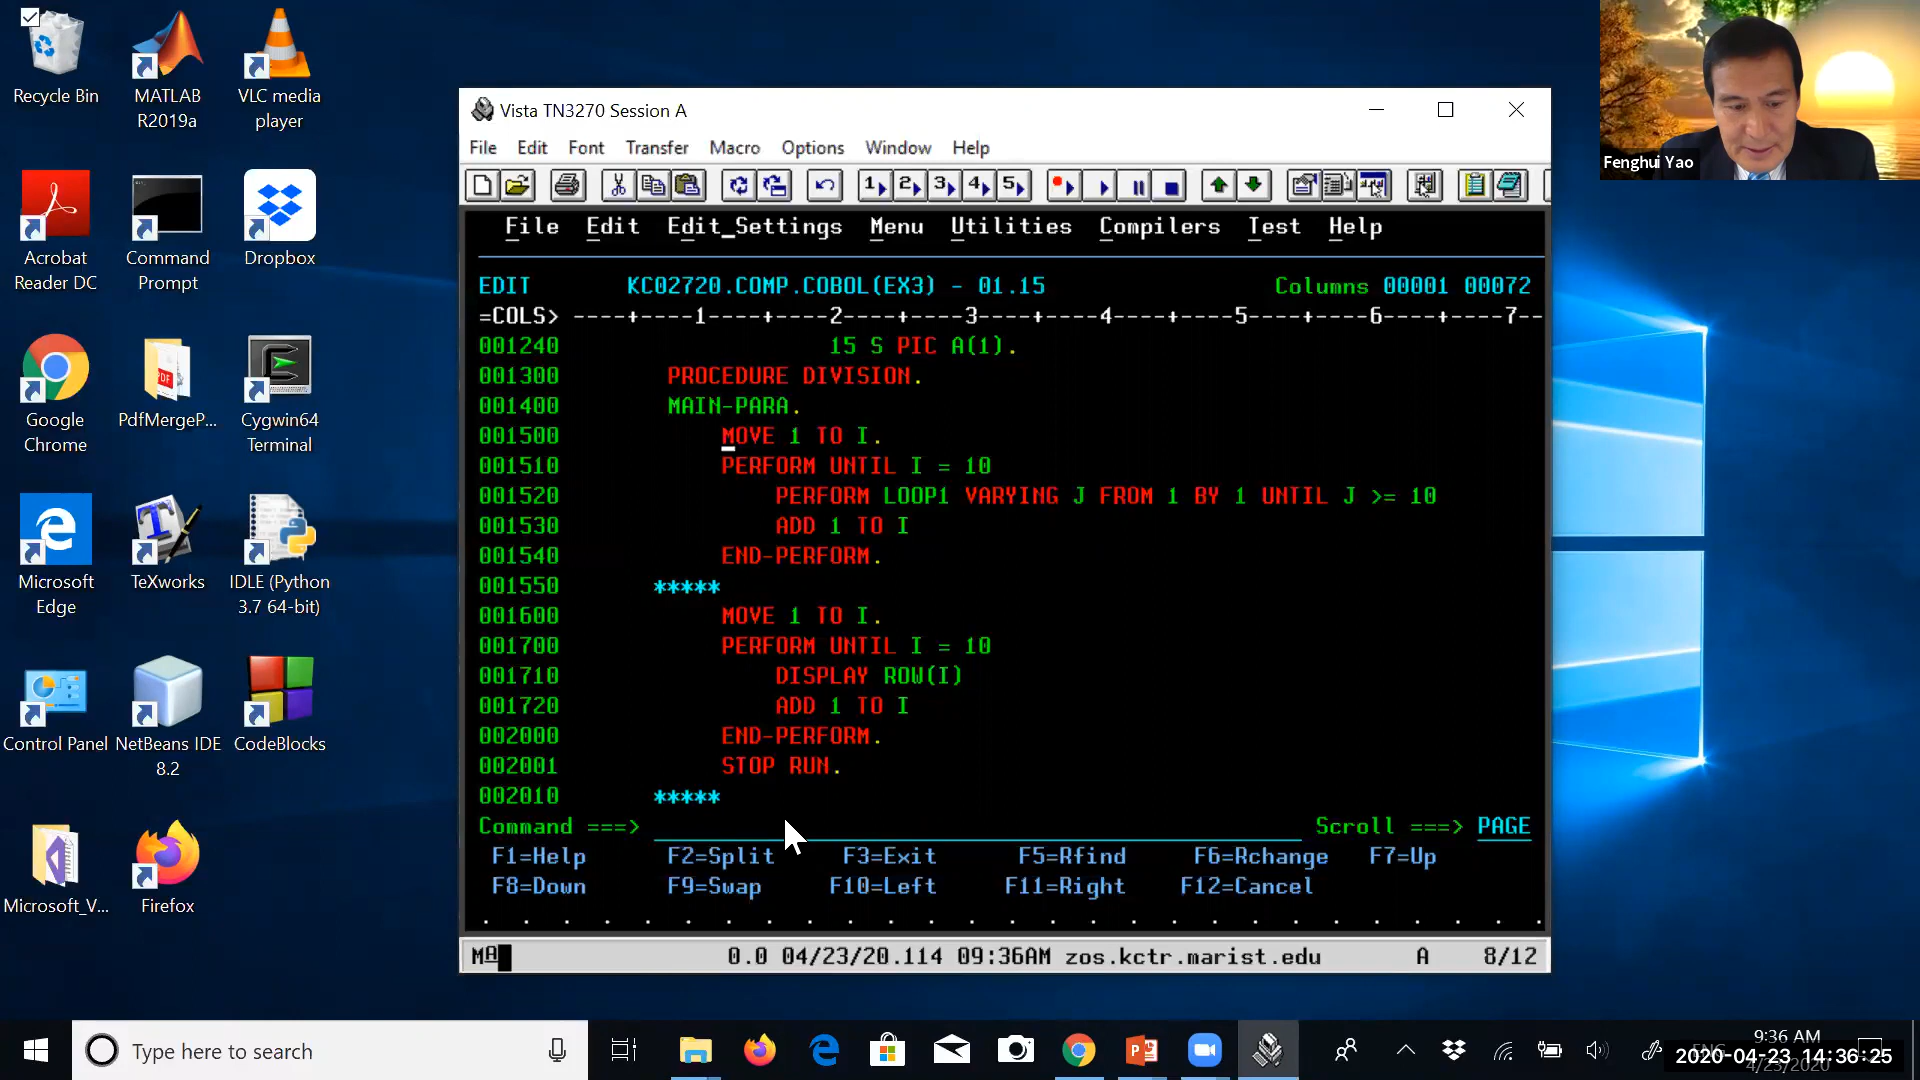 Recycle Bin
MATLAB R2019a
VLC media player
Acrobat Reader DC
Command Prompt
Dropbox
Google Chrome
PdfMergeP...
Cygwin64 Terminal
Microsoft Edge
TeXworks
IDLE (Python 3.7 64-bit)
Control Panel
NetBeans IDE 8.2
CodeBlocks
Microsoft_V...
Firefox
Vista TN3270 Session A
File Edit Font Transfer Macro Options Window Help
1 2 3 4 5
File Edit Edit_Settings Menu Utilities Compilers Test Help
EDIT KC02720.COMP.COBOL(EX3) - 01.15 Columns 00001 00072
=COLS> ----+----1----+----2----+----3----+----4----+----5----+----6----+----7--
001240 15 S PIC A(1).
001300 PROCEDURE DIVISION.
001400 MAIN-PARA.
001500 MOVE 1 TO I.
001510 PERFORM UNTIL I = 10
001520 PERFORM LOOP1 VARYING J FROM 1 BY 1 UNTIL J >= 10
001530 ADD 1 TO I
001540 END-PERFORM.
001550 *****
001600 MOVE 1 TO I.
001700 PERFORM UNTIL I = 10
001710 DISPLAY ROW(I)
001720 ADD 1 TO I
002000 END-PERFORM.
002001 STOP RUN.
002010 *****
Command ===> Scroll ===> PAGE
F1=Help F2=Split F3=Exit F5=Rfind F6=Rchange F7=Up
F8=Down F9=Swap F10=Left F11=Right F12=Cancel
MA 0.0 04/23/20.114 09:36AM zos.kctr.marist.edu A 8/12
Fenghui Yao
Type here to search
9:36 AM
2020-04-23 14:36:25
4/23/2020